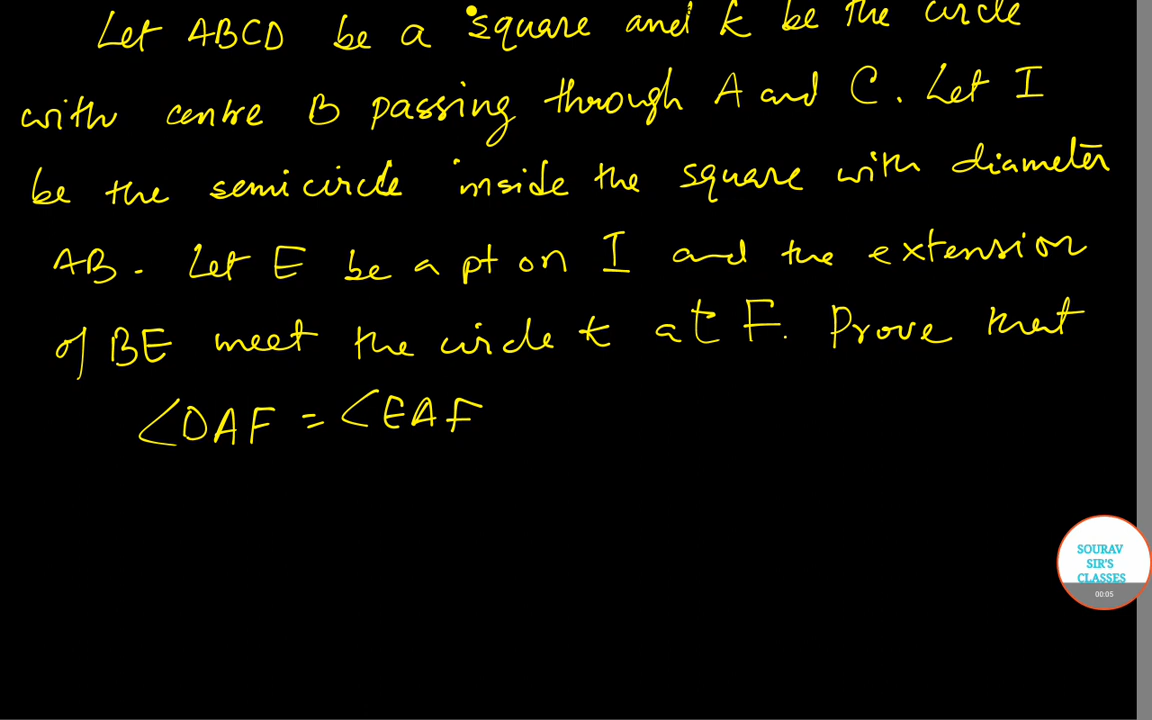 Let ABCD be a square and k be the circle
with centre B passing through A and C. Let I
be the semicircle inside the square with diameter
AB. Let E be a pt on I and the extension
of BE meet the circle k at F. Prove that
∠DAF = ∠EAF
SOURAV
SIR'S
CLASSES
00:05